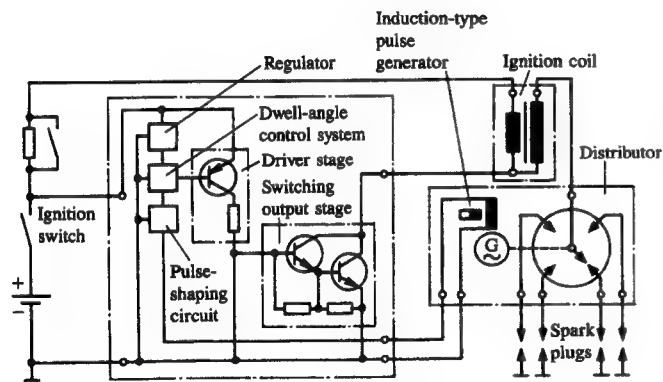 Induction-type
pulse
generator
Ignition coil
Regulator
Dwell-angle
control system
Driver stage
Distributor
Switching
output stage
Ignition
switch
G
~
+
−
Pulse-
shaping
circuit
Spark
plugs